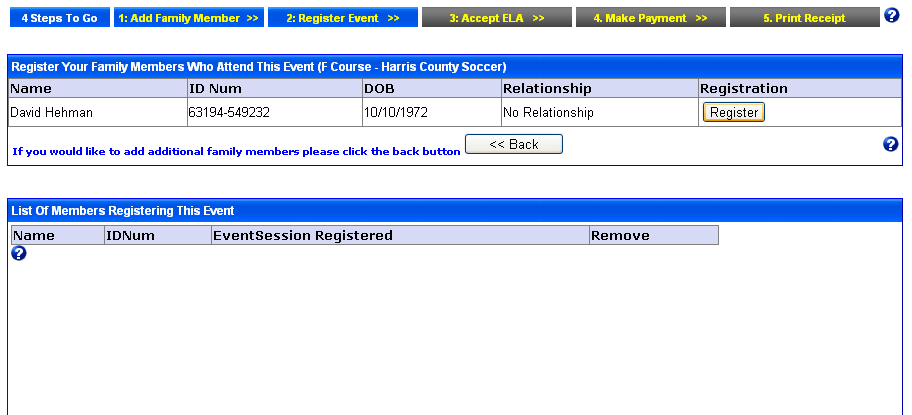 4 Steps To Go 1: Add Family Member >> 2: Register Event >> 3: Accept ELA >> 4. Make Payment >> 5. Print Receipt ?
Register Your Family Members Who Attend This Event (F Course - Harris County Soccer)
Name ID Num DOB Relationship Registration
David Hehman 63194-549232 10/10/1972 No Relationship Register
If you would like to add additional family members please click the back button << Back ?
List Of Members Registering This Event
Name IDNum EventSession Registered Remove
?